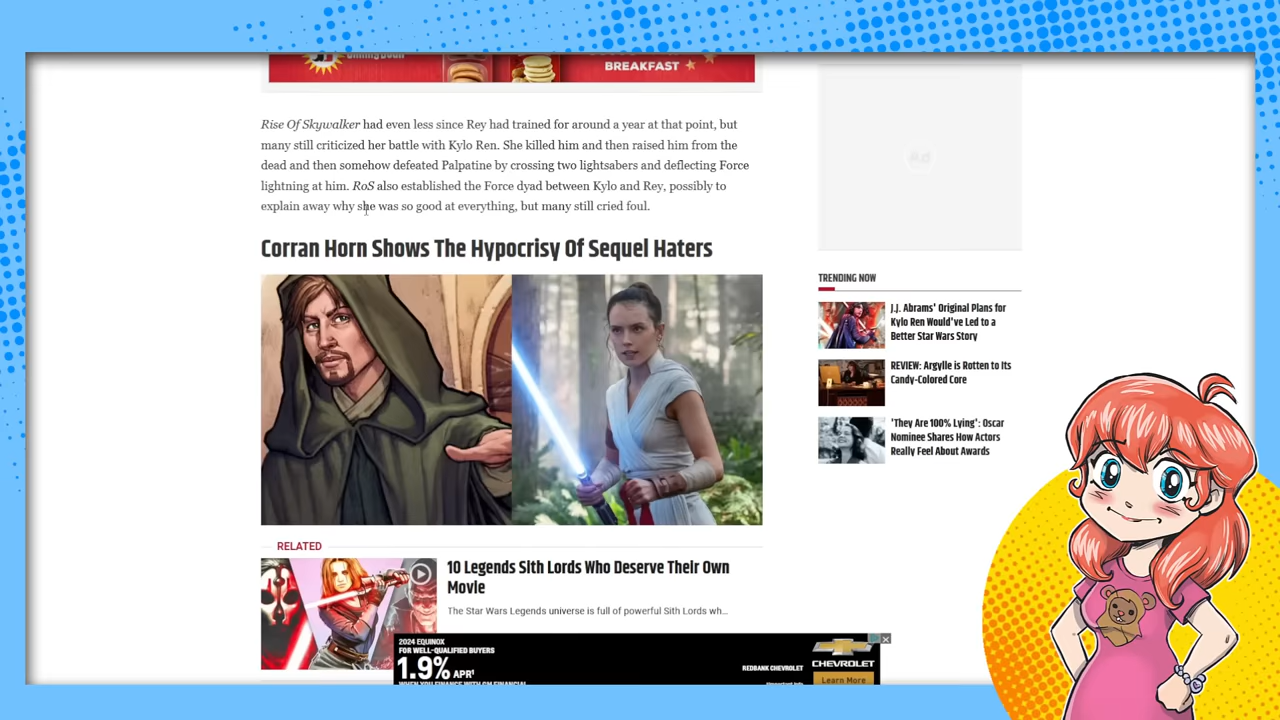 BREAKFAST
Rise Of Skywalker had even less since Rey had trained for around a year at that point, but
many still criticized her battle with Kylo Ren. She killed him and then raised him from the
dead and then somehow defeated Palpatine by crossing two lightsabers and deflecting Force
lightning at him. RoS also established the Force dyad between Kylo and Rey, possibly to
explain away why she was so good at everything, but many still cried foul.
Corran Horn Shows The Hypocrisy Of Sequel Haters
RELATED
10 Legends Sith Lords Who Deserve Their Own
Movie
The Star Wars Legends universe is full of powerful Sith Lords wh...
Ad
TRENDING NOW
J.J. Abrams' Original Plans for
Kylo Ren Would've Led to a
Better Star Wars Story
REVIEW: Argylle is Rotten to Its
Candy-Colored Core
'They Are 100% Lying': Oscar
Nominee Shares How Actors
Really Feel About Awards
2024 EQUINOX
FOR WELL-QUALIFIED BUYERS
1.9% APR¹
REDBANK CHEVROLET
CHEVROLET
Learn More